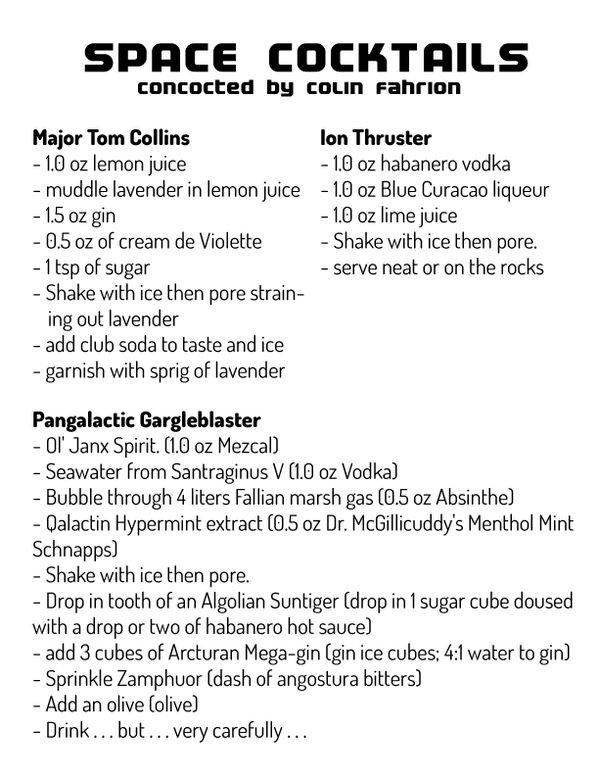 SPACE COCKTAILS
concocted by Colin Fahrion
Major Tom Collins
- 1.0 oz lemon juice
- muddle lavender in lemon juice
- 1.5 oz gin
- 0.5 oz of cream de Violette
- 1 tsp of sugar
- Shake with ice then pore strain-
ing out lavender
- add club soda to taste and ice
- garnish with sprig of lavender
Ion Thruster
- 1.0 oz habanero vodka
- 1.0 oz Blue Curacao liqueur
- 1.0 oz lime juice
- Shake with ice then pore.
- serve neat or on the rocks
Pangalactic Gargleblaster
- Ol' Janx Spirit. (1.0 oz Mezcal)
- Seawater from Santraginus V (1.0 oz Vodka)
- Bubble through 4 liters Fallian marsh gas (0.5 oz Absinthe)
- Qalactin Hypermint extract (0.5 oz Dr. McGillicuddy's Menthol Mint
Schnapps)
- Shake with ice then pore.
- Drop in tooth of an Algolian Suntiger (drop in 1 sugar cube doused
with a drop or two of habanero hot sauce)
- add 3 cubes of Arcturan Mega-gin (gin ice cubes; 4:1 water to gin)
- Sprinkle Zamphuor (dash of angostura bitters)
- Add an olive (olive)
- Drink . . . but . . . very carefully . . .